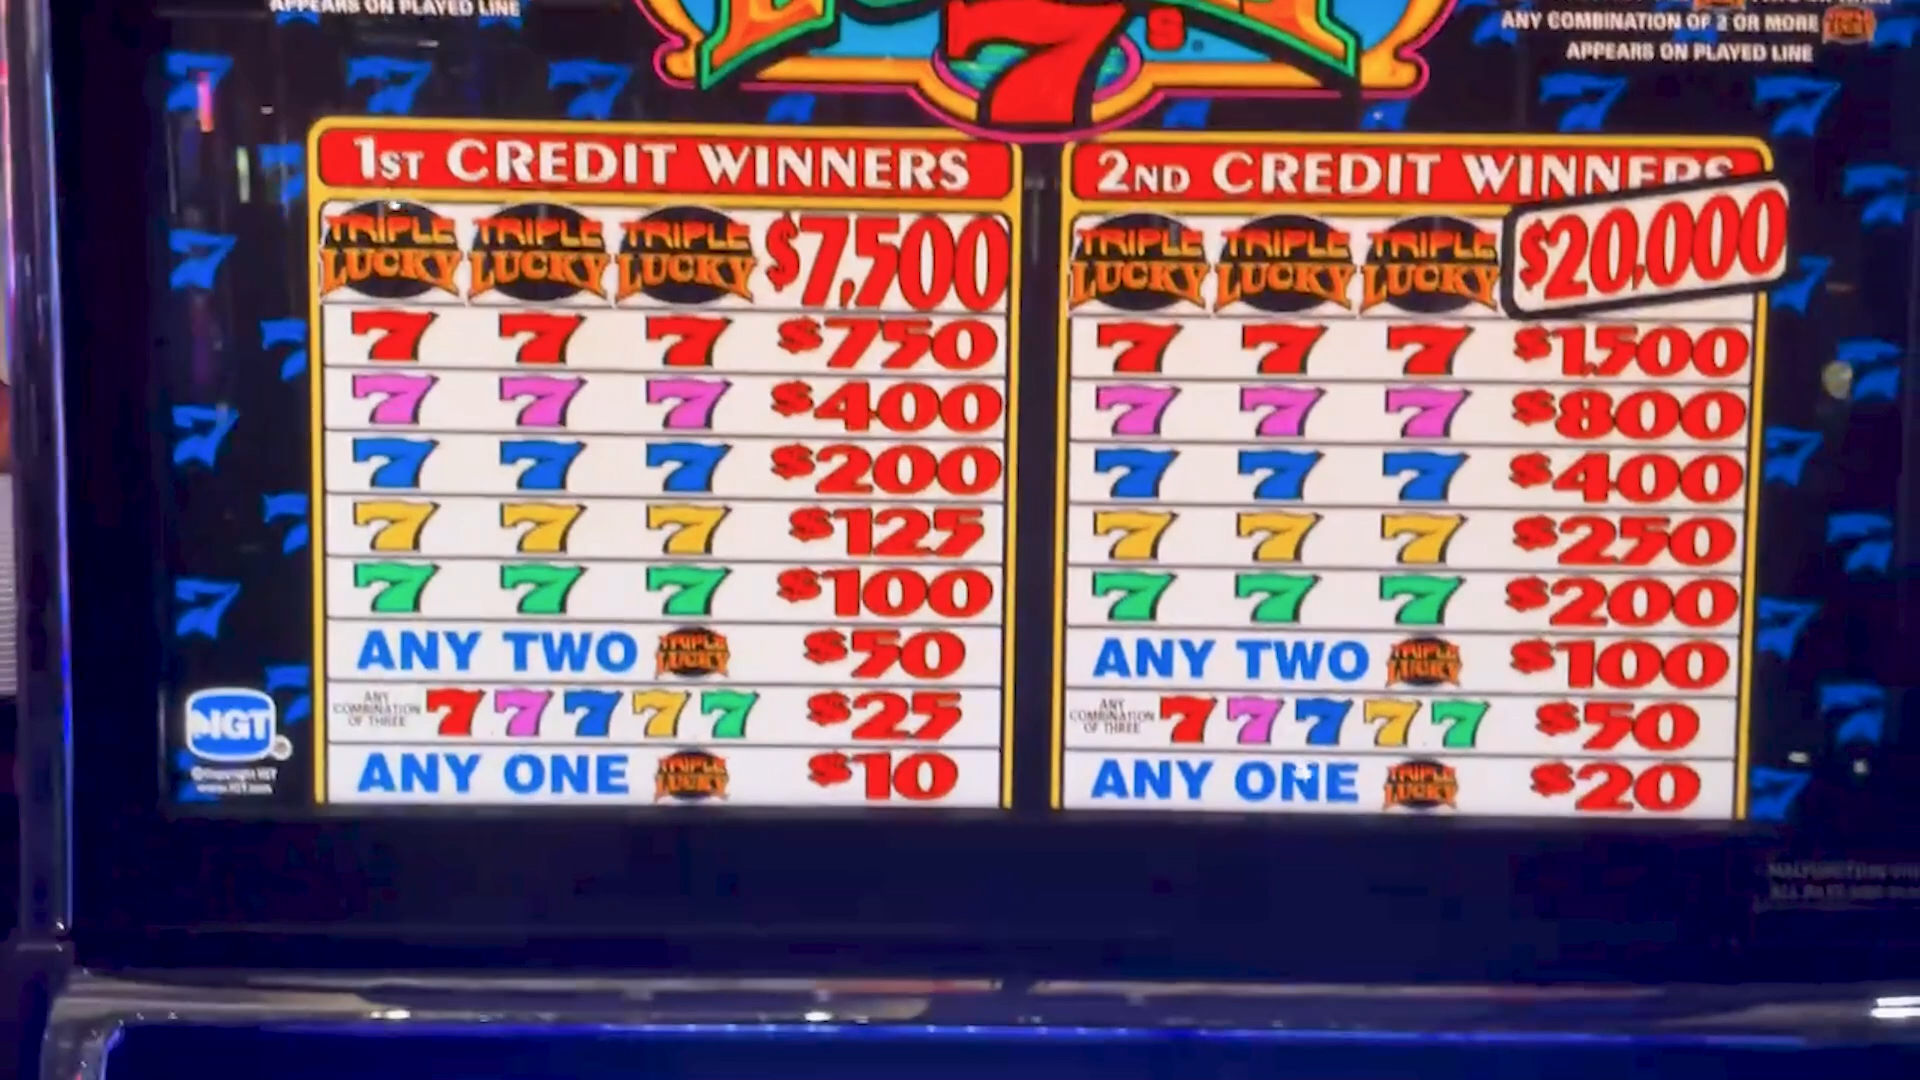 APPEARS ON PLAYED LINE
ANY COMBINATION OF 2 OR MORE
APPEARS ON PLAYED LINE
7's
1ST CREDIT WINNERS
TRIPLE LUCKY TRIPLE LUCKY TRIPLE LUCKY $7,500
7 7 7 $750
7 7 7 $400
7 7 7 $200
7 7 7 $125
7 7 7 $100
ANY TWO TRIPLE LUCKY $50
ANY COMBINATION OF THREE 7 7 7 7 7 $25
ANY ONE TRIPLE LUCKY $10
2ND CREDIT WINNERS
TRIPLE LUCKY TRIPLE LUCKY TRIPLE LUCKY $20,000
7 7 7 $1,500
7 7 7 $800
7 7 7 $400
7 7 7 $250
7 7 7 $200
ANY TWO TRIPLE LUCKY $100
ANY COMBINATION OF THREE 7 7 7 7 7 $50
ANY ONE TRIPLE LUCKY $20
IGT
©Copyright IGT
www.IGT.com
MALFUNCTION